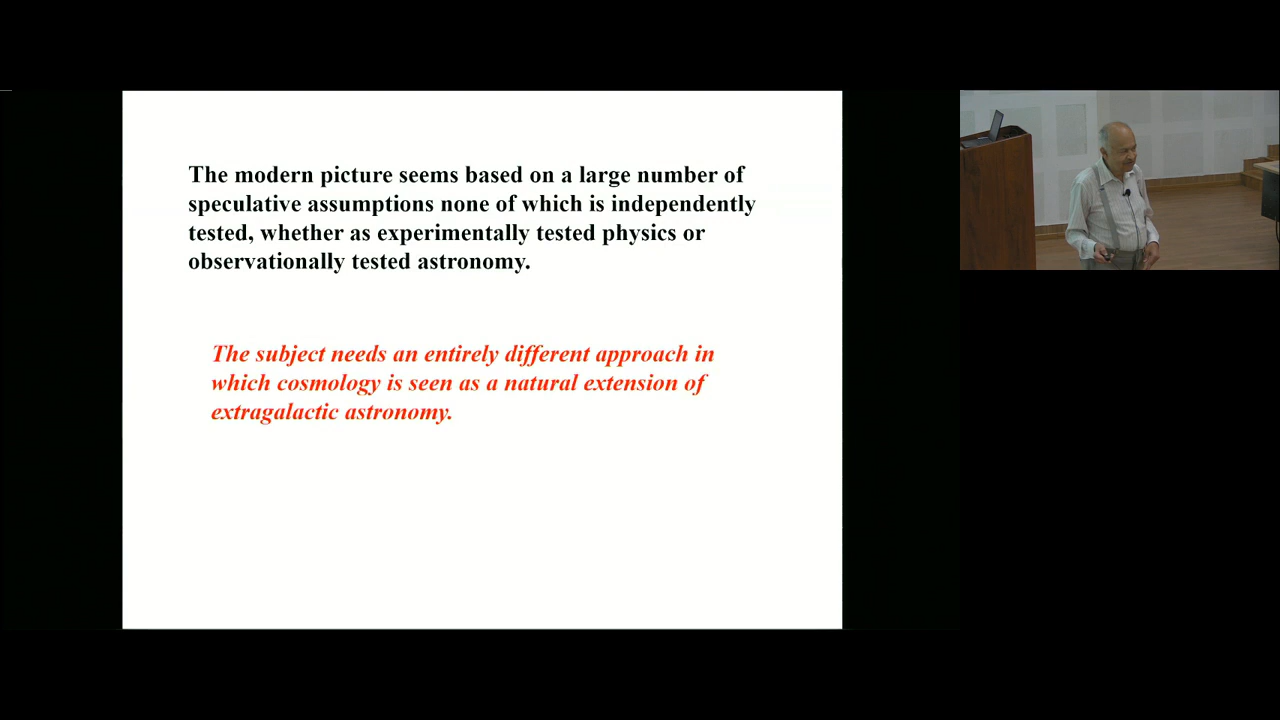 The modern picture seems based on a large number of
speculative assumptions none of which is independently
tested, whether as experimentally tested physics or
observationally tested astronomy.
The subject needs an entirely different approach in
which cosmology is seen as a natural extension of
extragalactic astronomy.